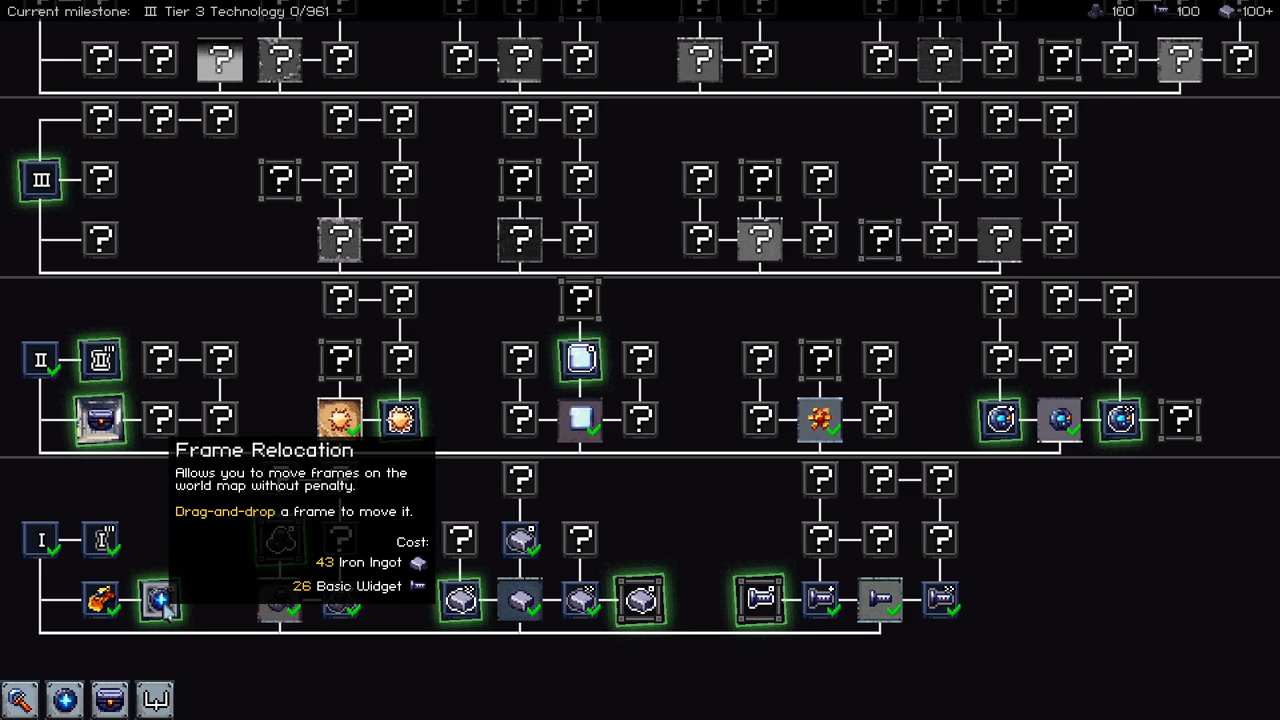 Current milestone: III Tier 3 Technology 0/961
100 100 100+
? ? ? ? ? ? ? ? ? ? ? ? ? ? ? ? ?
? ? ? ? ? ? ? ? ? ?
III ? ? ? ? ? ? ? ? ? ? ? ?
? ? ? ? ? ? ? ? ? ? ? ?
? ? ? ? ? ?
II III ? ? ? ? ? ? ? ? ? ? ? ?
? ? ? ? ? ? ?
Frame Relocation
Allows you to move frames on the
world map without penalty.
Drag-and-drop a frame to move it.
Cost:
43 Iron Ingot
26 Basic Widget
? ? ? ?
I II ? ? ? ? ? ?